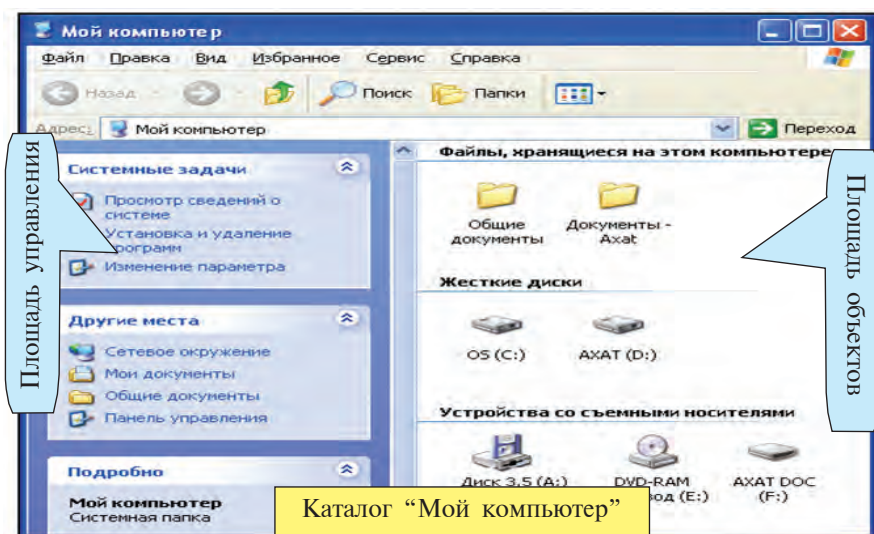 Мой компьютер
Файл Правка Вид Избранное Сервис Справка
Назад Поиск Папки
Адрес: Мой компьютер Переход
Площадь управления
Системные задачи
Просмотр сведений о
системе
Установка и удаление
программ
Изменение параметра
Другие места
Сетевое окружение
Мои документы
Общие документы
Панель управления
Подробно
Мой компьютер
Системная папка
Файлы, хранящиеся на этом компьютере
Общие документы
Документы - Axat
Жесткие диски
OS (C:) AXAT (D:)
Устройства со съемными носителями
Диск 3,5 (A:)
DVD-RAM
(E:)
AXAT DOC
(F:)
Площадь объектов
Каталог “Мой компьютер”